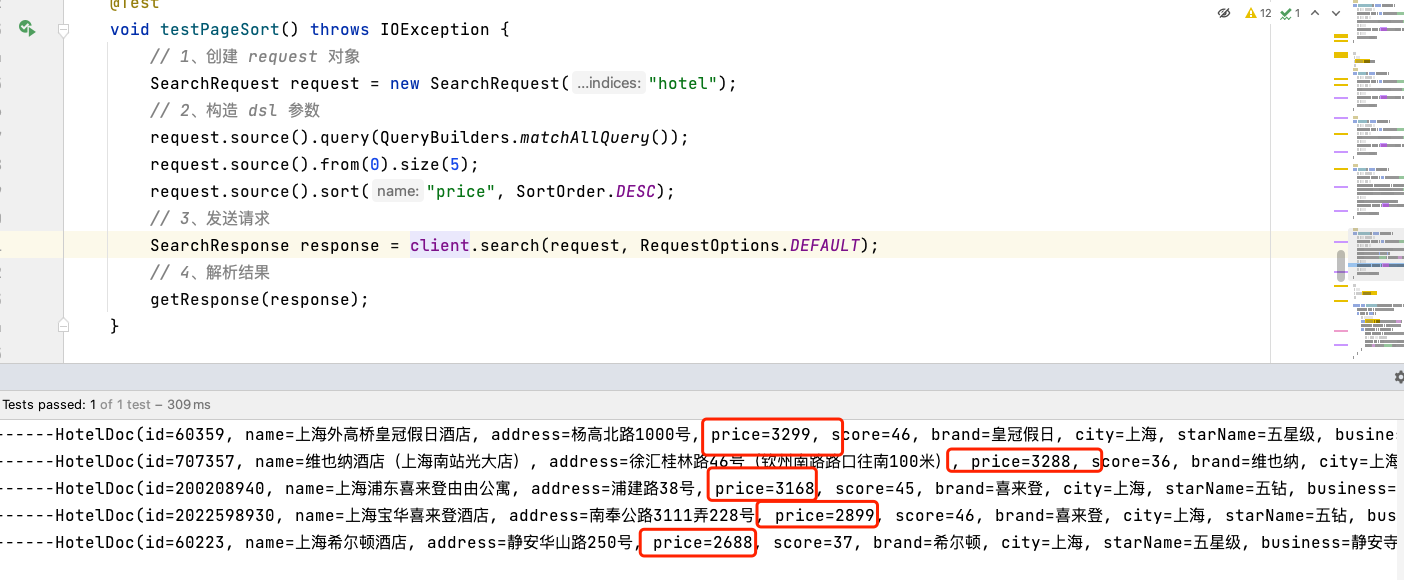 @Test
12 1
void testPageSort() throws IOException {
// 1、创建 request 对象
SearchRequest request = new SearchRequest( ...indices: "hotel");
// 2、构造 dsl 参数
request.source().query(QueryBuilders.matchAllQuery());
request.source().from(0).size(5);
request.source().sort( name: "price", SortOrder.DESC);
// 3、发送请求
SearchResponse response = client.search(request, RequestOptions.DEFAULT);
// 4、解析结果
getResponse(response);
}
Tests passed: 1 of 1 test – 309 ms
------HotelDoc(id=60359, name=上海外高桥皇冠假日酒店, address=杨高北路1000号, price=3299, score=46, brand=皇冠假日, city=上海, starName=五星级, busines
------HotelDoc(id=707357, name=维也纳酒店（上海南站光大店）, address=徐汇桂林路46号（钦州南路路口往南100米）, price=3288, score=36, brand=维也纳, city=上海
------HotelDoc(id=200208940, name=上海浦东喜来登由由公寓, address=浦建路38号, price=3168, score=45, brand=喜来登, city=上海, starName=五钻, business=
------HotelDoc(id=2022598930, name=上海宝华喜来登酒店, address=南奉公路3111弄228号, price=2899, score=46, brand=喜来登, city=上海, starName=五钻, bus
------HotelDoc(id=60223, name=上海希尔顿酒店, address=静安华山路250号, price=2688, score=37, brand=希尔顿, city=上海, starName=五星级, business=静安寺